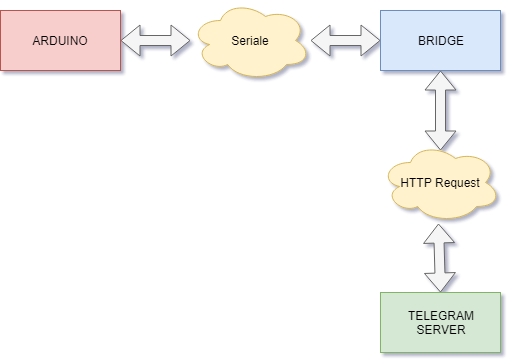 ARDUINO
Seriale
BRIDGE
HTTP Request
TELEGRAM
SERVER